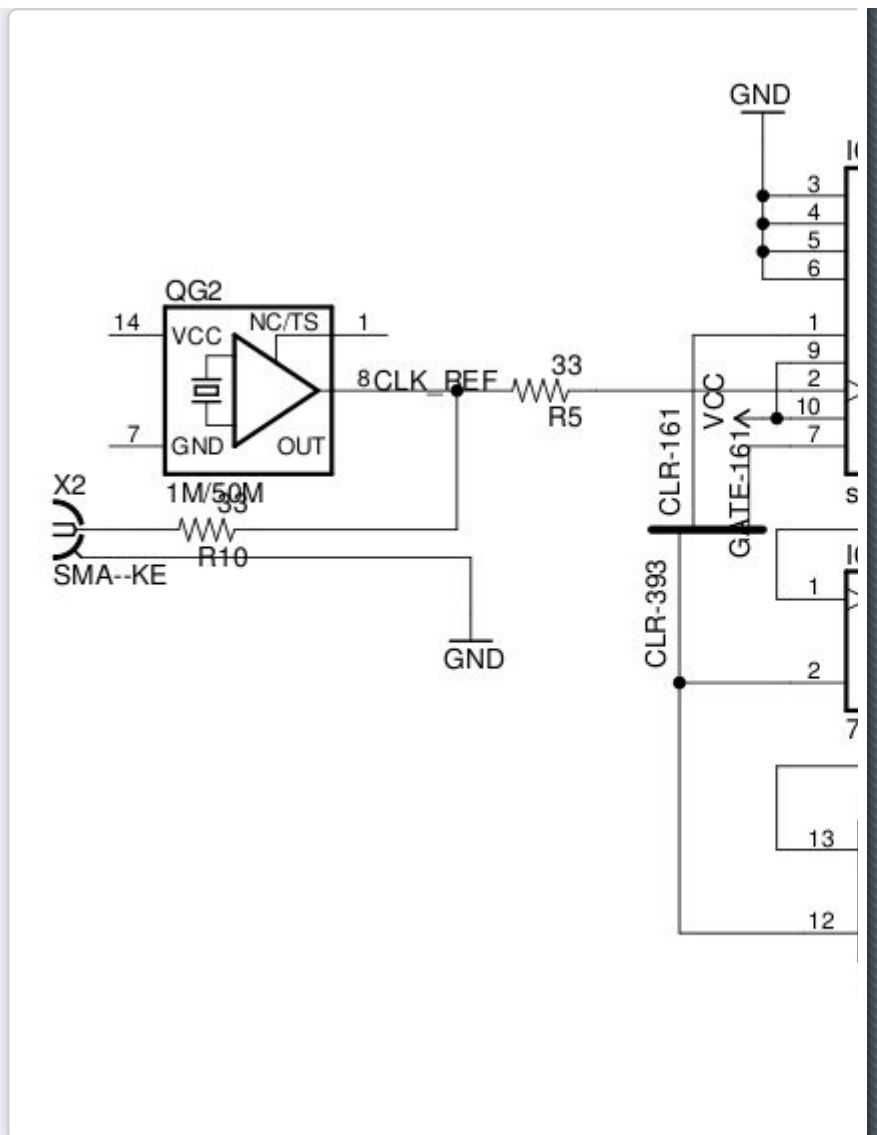 GND
3
4
5
6
QG2
14
VCC
NC/TS
1
8
CLK_REF
7
GND
OUT
1M/50M
33
R5
1
9
2
10
7
VCC
CLR-161
GATE-161
X2
33
R10
SMA--KE
GND
CLR-393
1
2
7
13
12